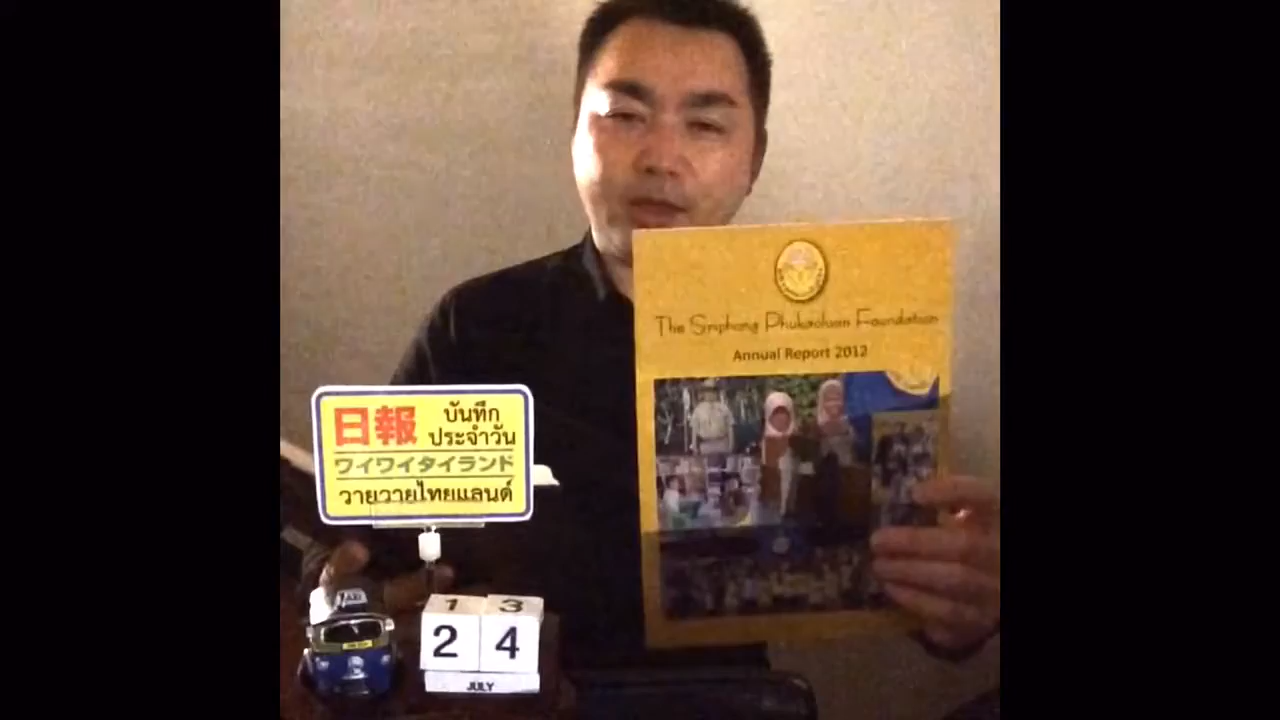 The Siriphong Phukaoluan Foundation
Annual Report 2012
日報 บันทึก
ประจำวัน
ワイワイタイランド
วายวายไทยแลนด์
TAXI
1 3
2 4
JULY